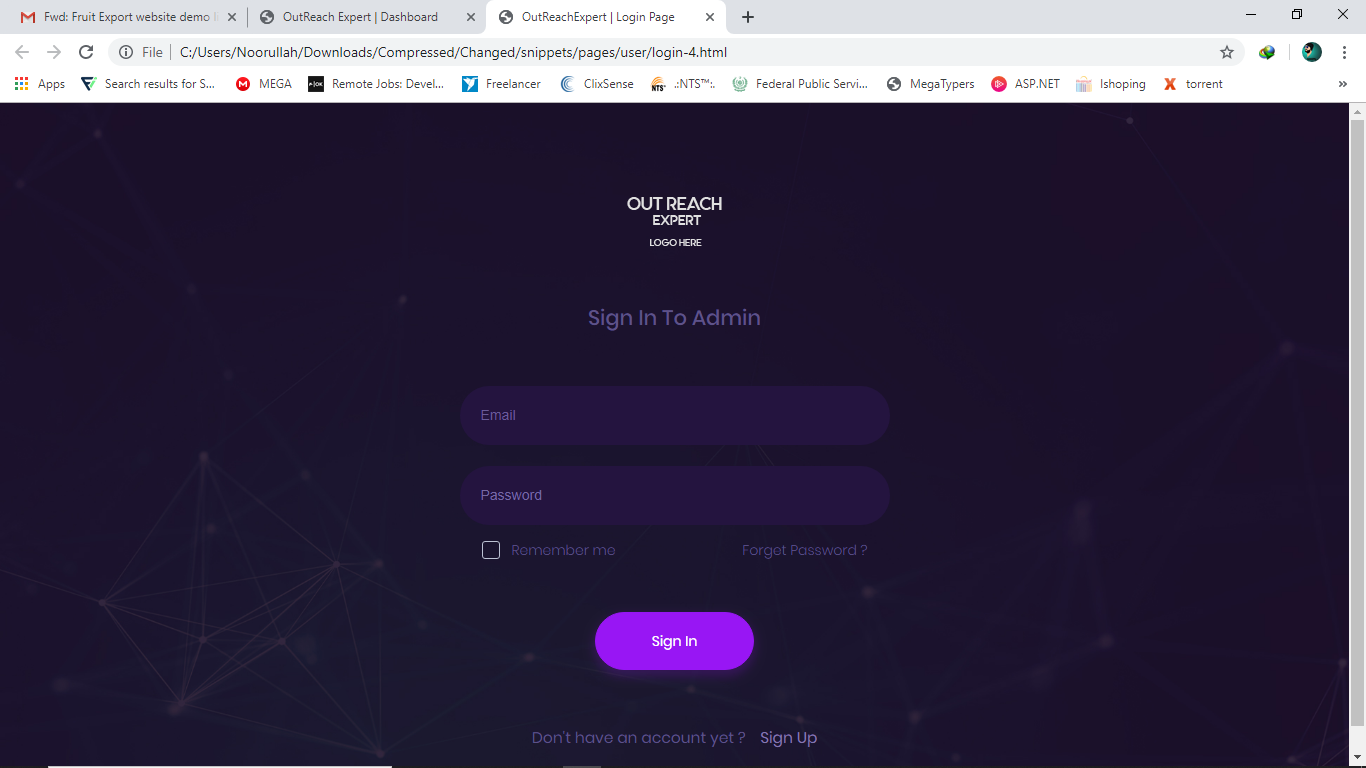 Fwd: Fruit Export website demo
OutReach Expert | Dashboard
OutReachExpert | Login Page
File
C:/Users/Noorullah/Downloads/Compressed/Changed/snippets/pages/user/login-4.html
Apps
Search results for S...
MEGA
Remote Jobs: Devel...
Freelancer
ClixSense
.:NTS™:.
Federal Public Servi...
MegaTypers
ASP.NET
Ishoping
torrent
OUT REACH
EXPERT
LOGO HERE
Sign In To Admin
Email
Password
Remember me
Forget Password ?
Sign In
Don't have an account yet ? Sign Up